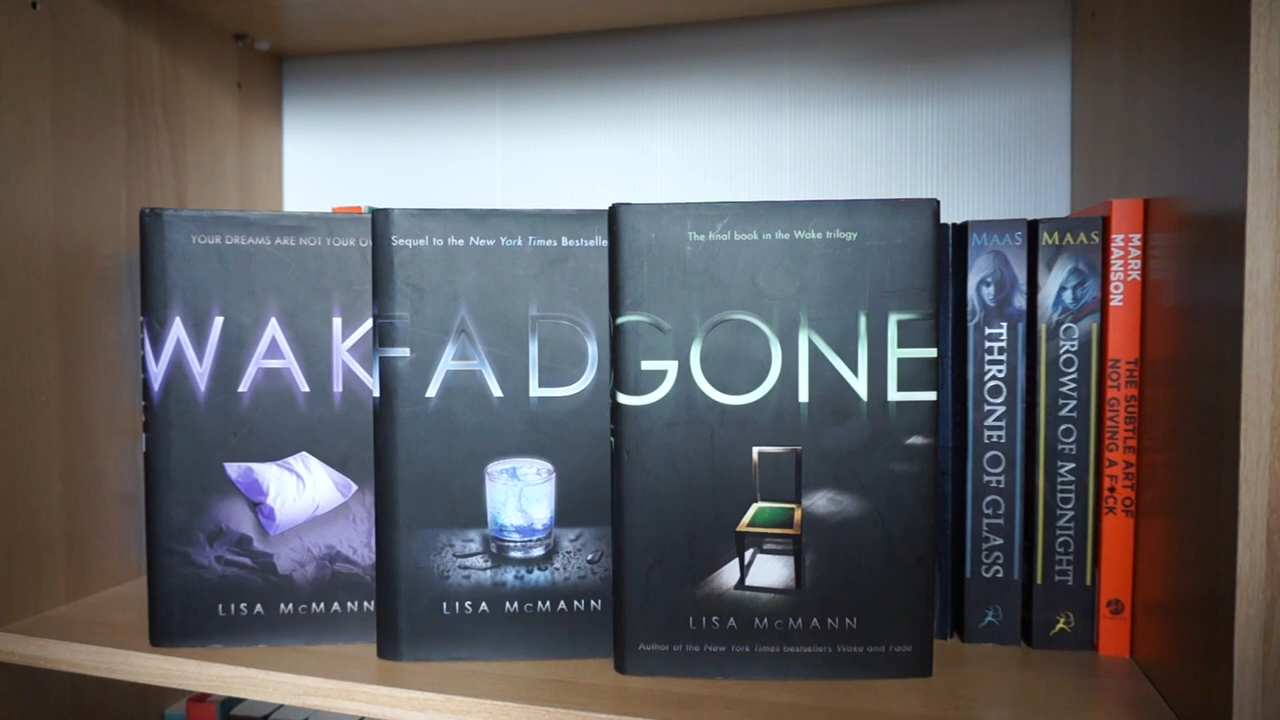 YOUR DREAMS ARE NOT YOUR
WAK
LISA McMANN
Sequel to the New York Times Bestselle
FAD
LISA McMANN
The final book in the Wake trilogy
GONE
LISA McMANN
Author of the New York Times bestsellers Wake and Fade
MAAS
THRONE OF GLASS
MAAS
CROWN OF MIDNIGHT
MARK
MANSON
THE SUBTLE ART OF
NOT GIVING A F*CK